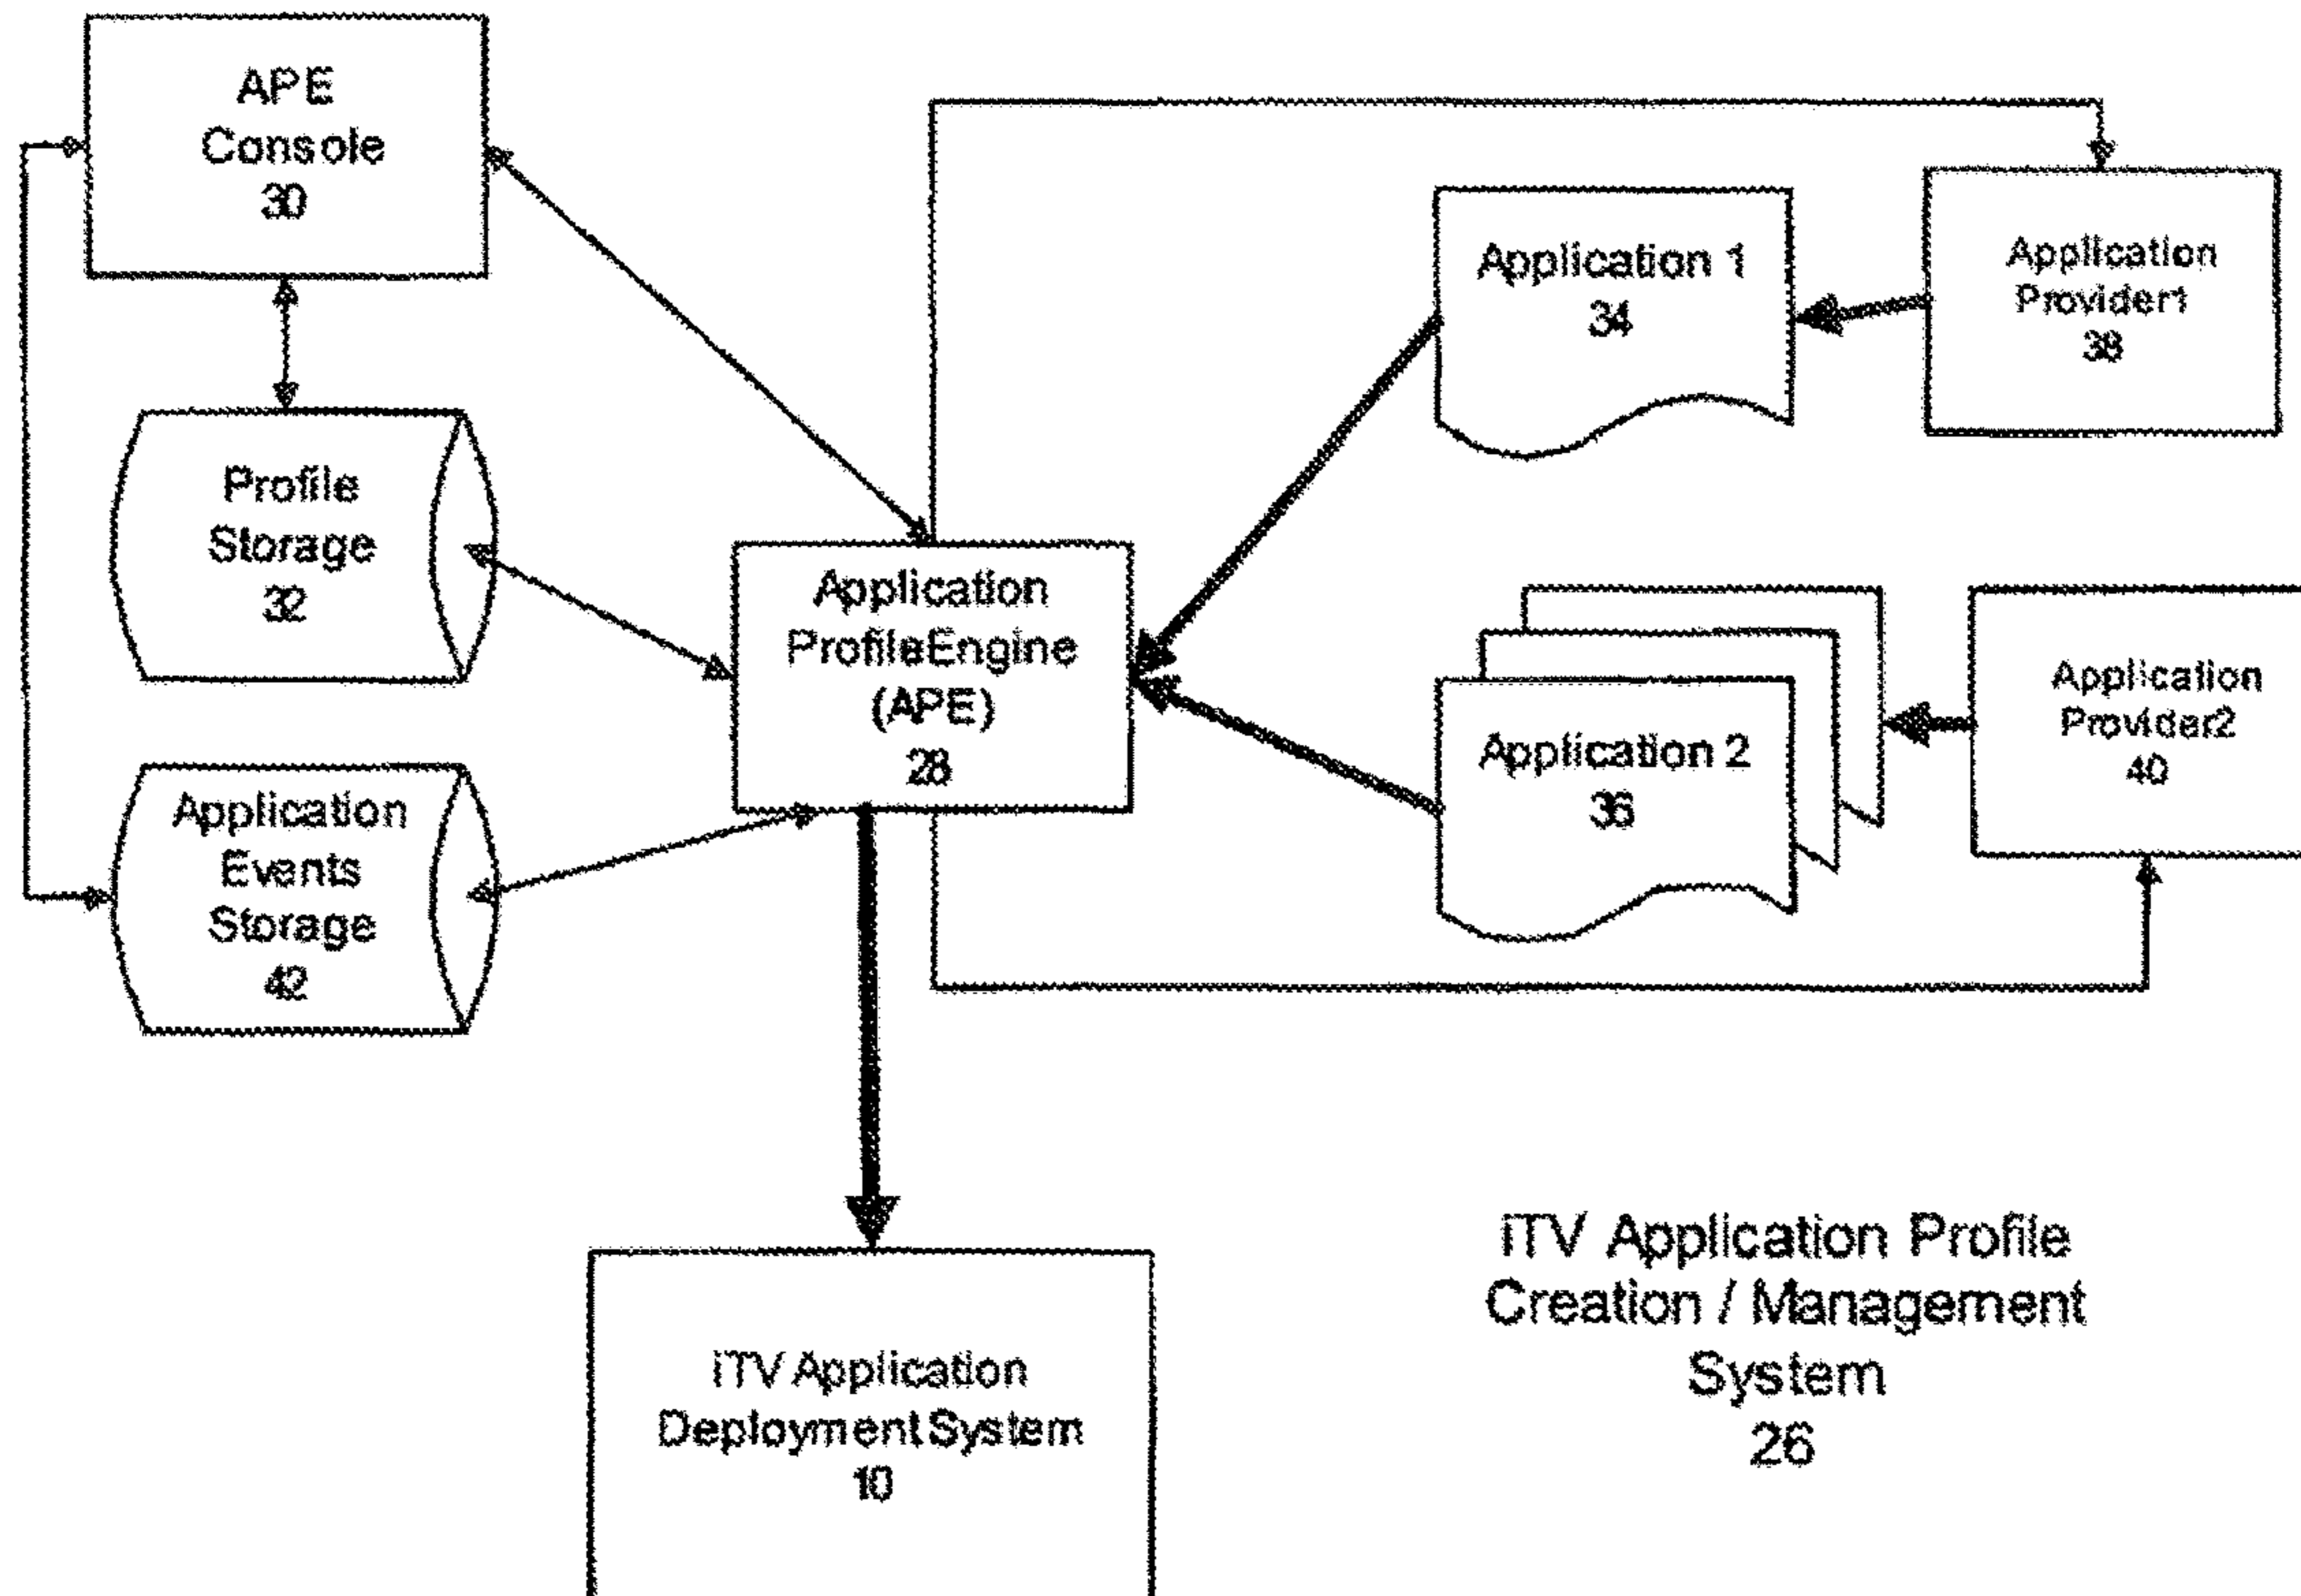 APE
Console
30
Profile
Storage
32
Application
Events
Storage
42
Application
ProfileEngine
(APE)
28
Application 1
34
Application
Provider1
38
Application 2
36
Application
Provider2
40
iTV Application
Deployment System
10
iTV Application Profile
Creation / Management
System
26